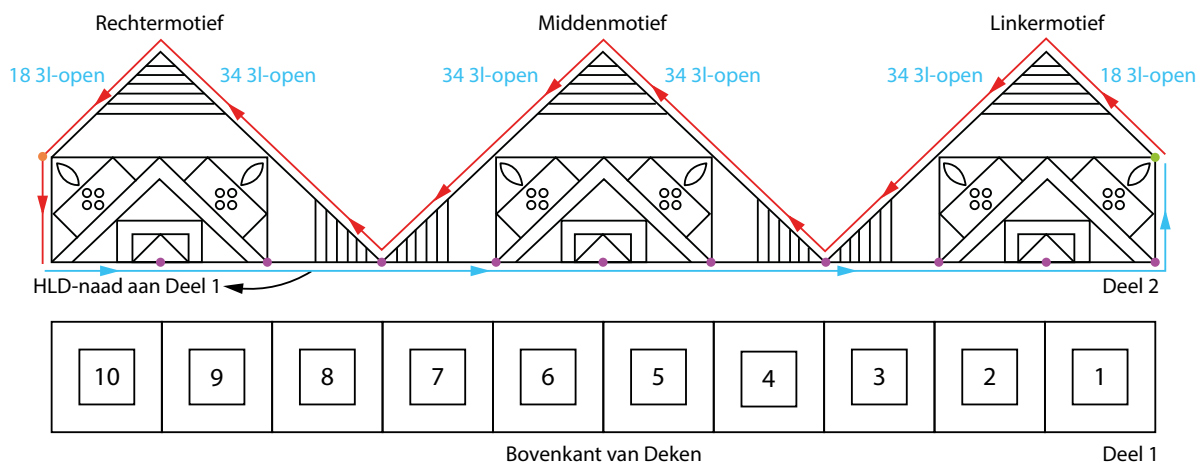 Rechtermotief
Middenmotief
Linkermotief
18 3l-open
34 3l-open
34 3l-open
34 3l-open
34 3l-open
18 3l-open
HLD-naad aan Deel 1
Deel 2
10 9 8 7 6 5 4 3 2 1
Bovenkant van Deken
Deel 1